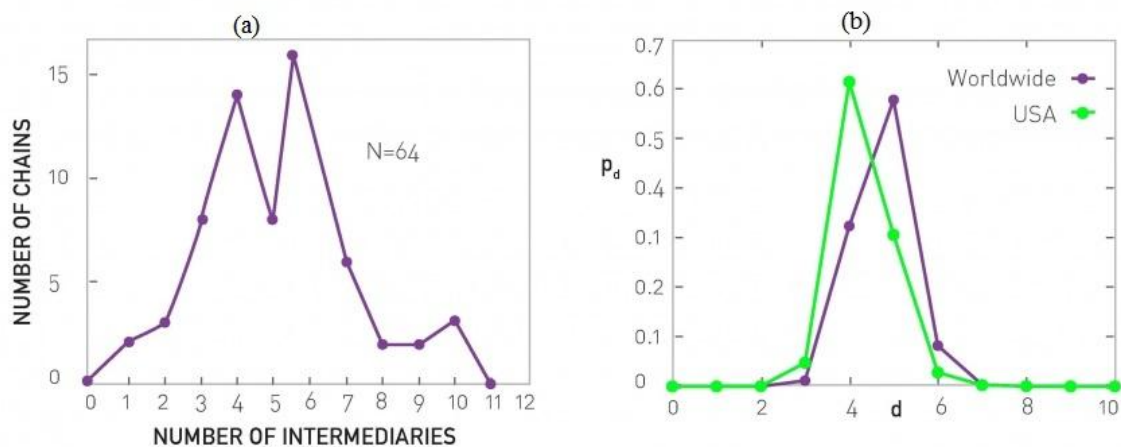 (a)
15
10
5
0
NUMBER OF CHAINS
N=64
0 1 2 3 4 5 6 7 8 9 10 11 12
NUMBER OF INTERMEDIARIES
(b)
0.7
0.6
0.5
0.4
0.1
0.2
0.1
0
p_d
Worldwide
USA
0 2 4 6 8 10
d